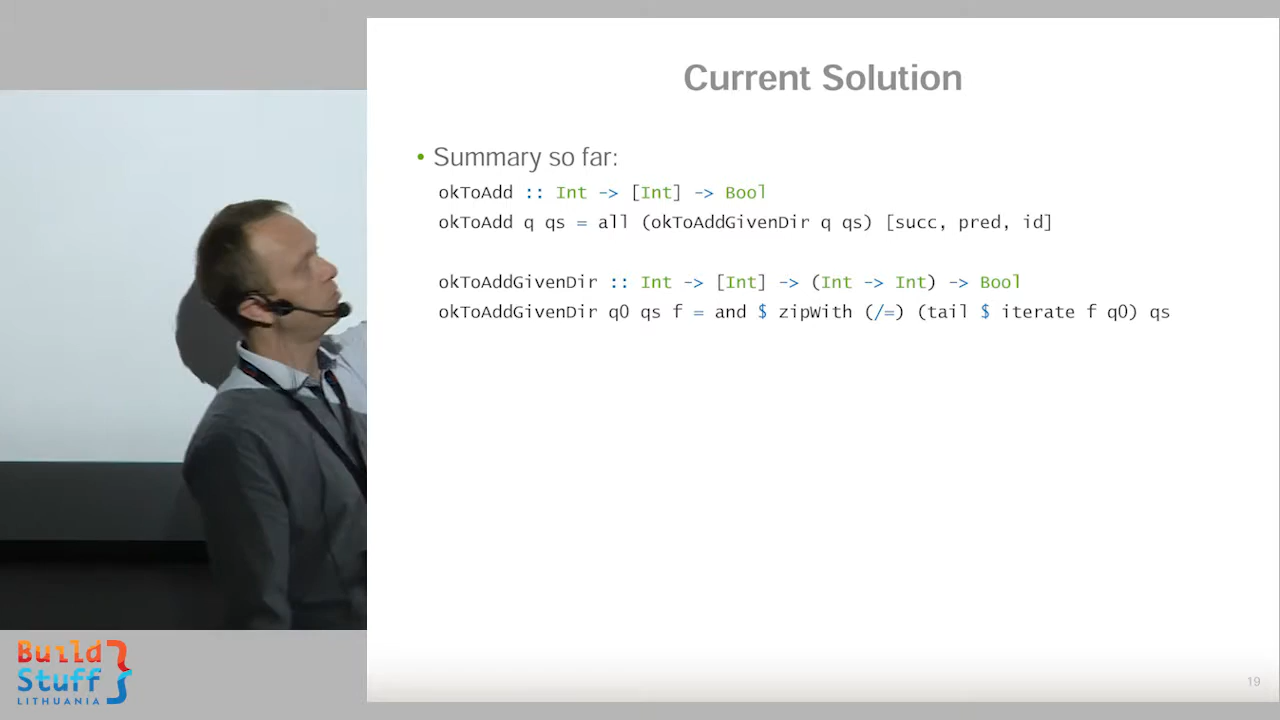 Current Solution
• Summary so far:
okToAdd :: Int -> [Int] -> Bool
okToAdd q qs = all (okToAddGivenDir q qs) [succ, pred, id]
okToAddGivenDir :: Int -> [Int] -> (Int -> Int) -> Bool
okToAddGivenDir q0 qs f = and $ zipWith (/=) (tail $ iterate f q0) qs
19
Build
Stuff
LITHUANIA